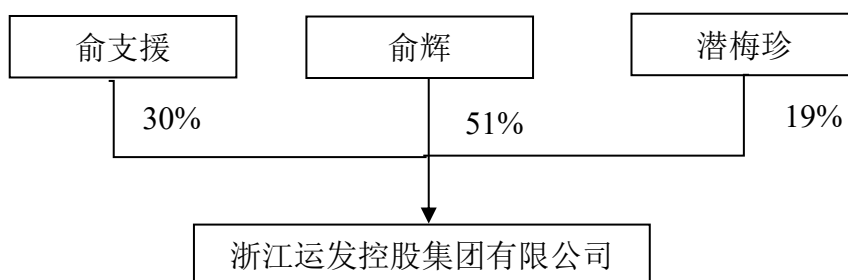 俞支援
俞辉
潜梅珍
30%
51%
19%
浙江运发控股集团有限公司